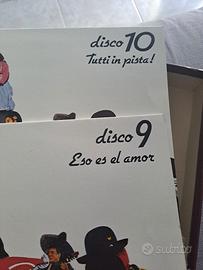 disco 10
Tutti in pista!
disco 9
Eso es el amor
subito